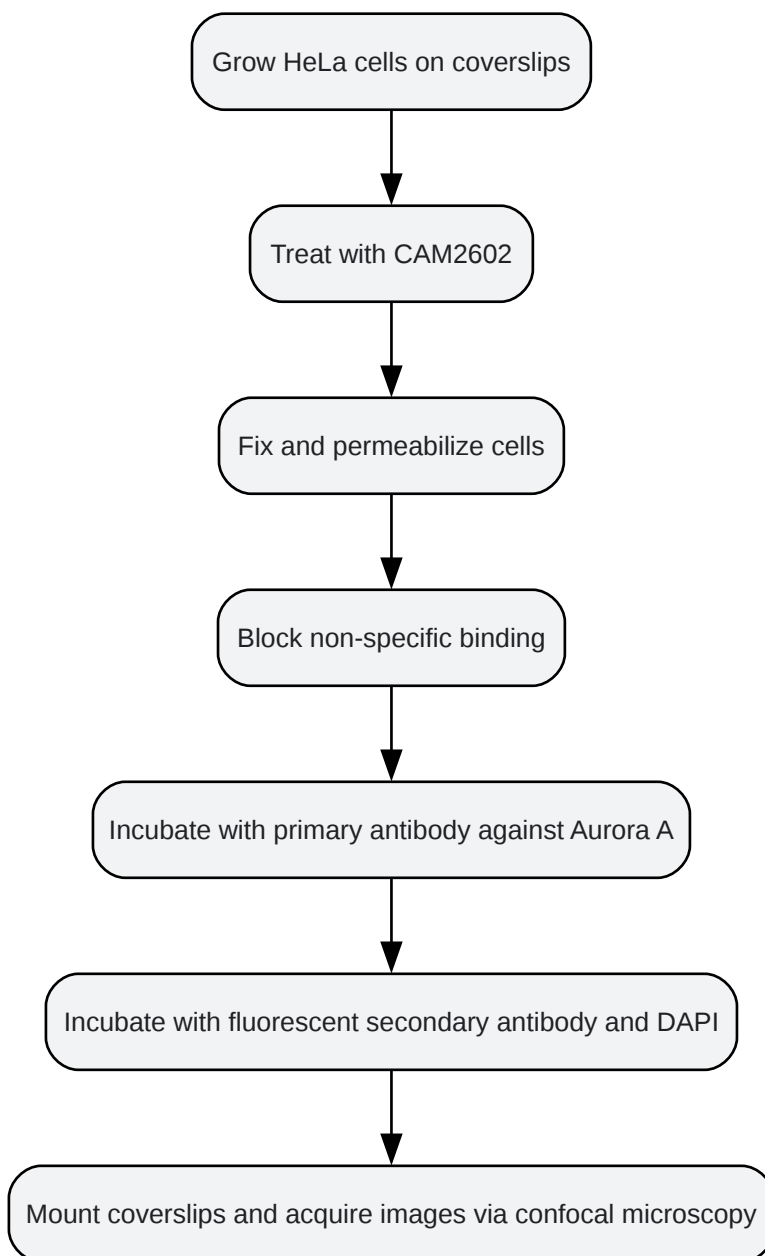 Grow HeLa cells on coverslips
Treat with CAM2602
Fix and permeabilize cells
Block non-specific binding
Incubate with primary antibody against Aurora A
Incubate with fluorescent secondary antibody and DAPI
Mount coverslips and acquire images via confocal microscopy